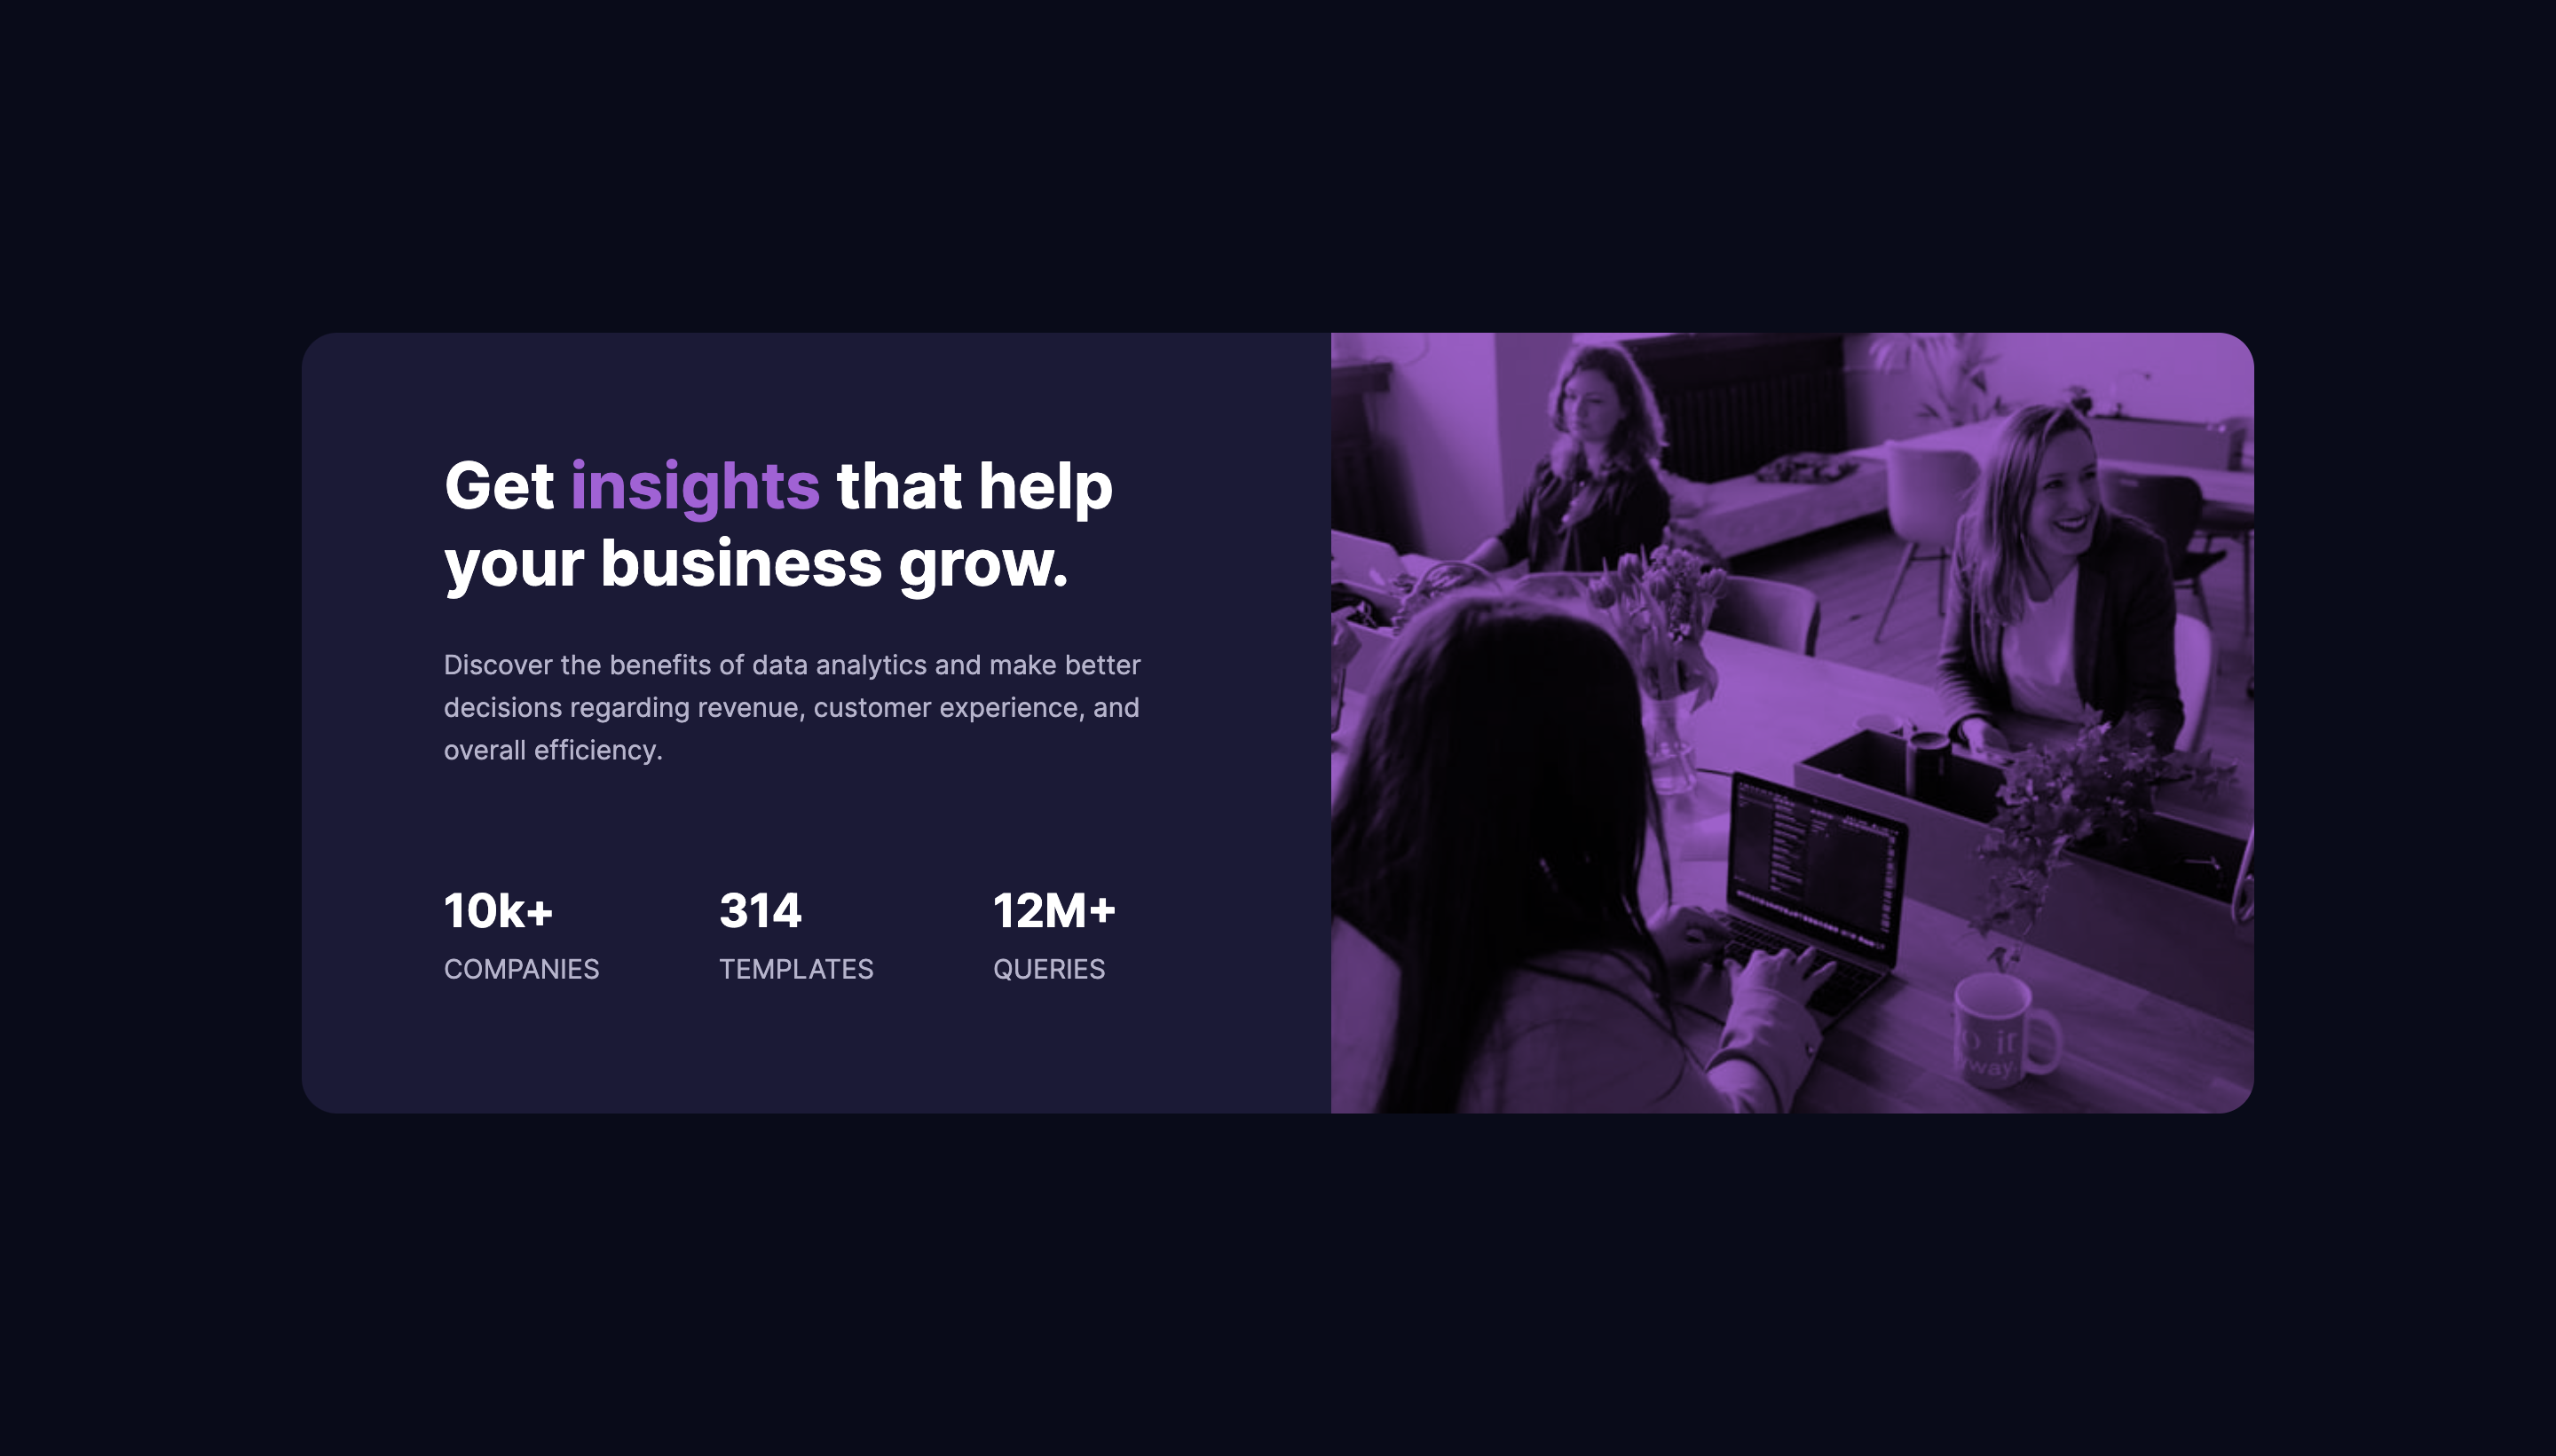 Get insights that help
your business grow.
Discover the benefits of data analytics and make better
decisions regarding revenue, customer experience, and
overall efficiency.
10k+
314
12M+
COMPANIES
TEMPLATES
QUERIES